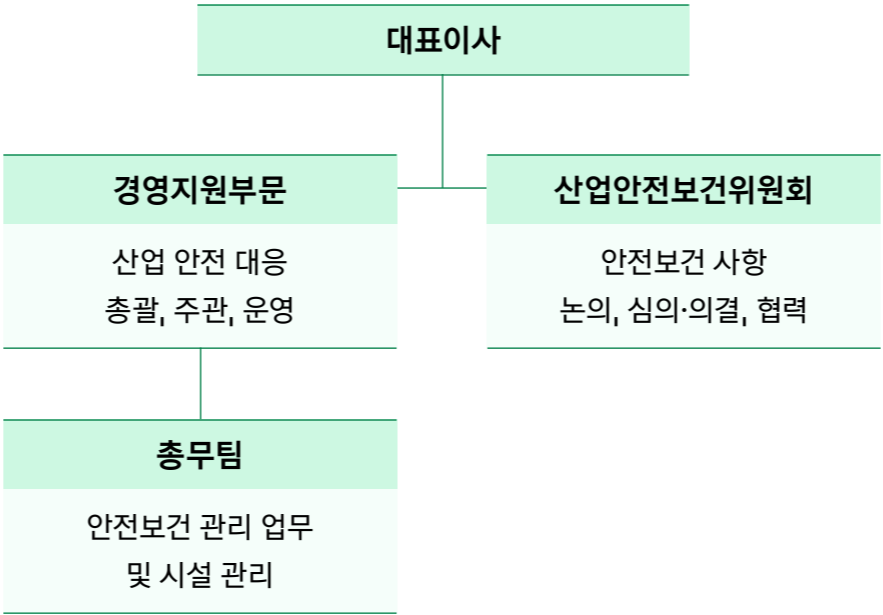 대표이사
경영지원부문
산업 안전 대응
총괄, 주관, 운영
산업안전보건위원회
안전보건 사항
논의, 심의·의결, 협력
총무팀
안전보건 관리 업무
및 시설 관리